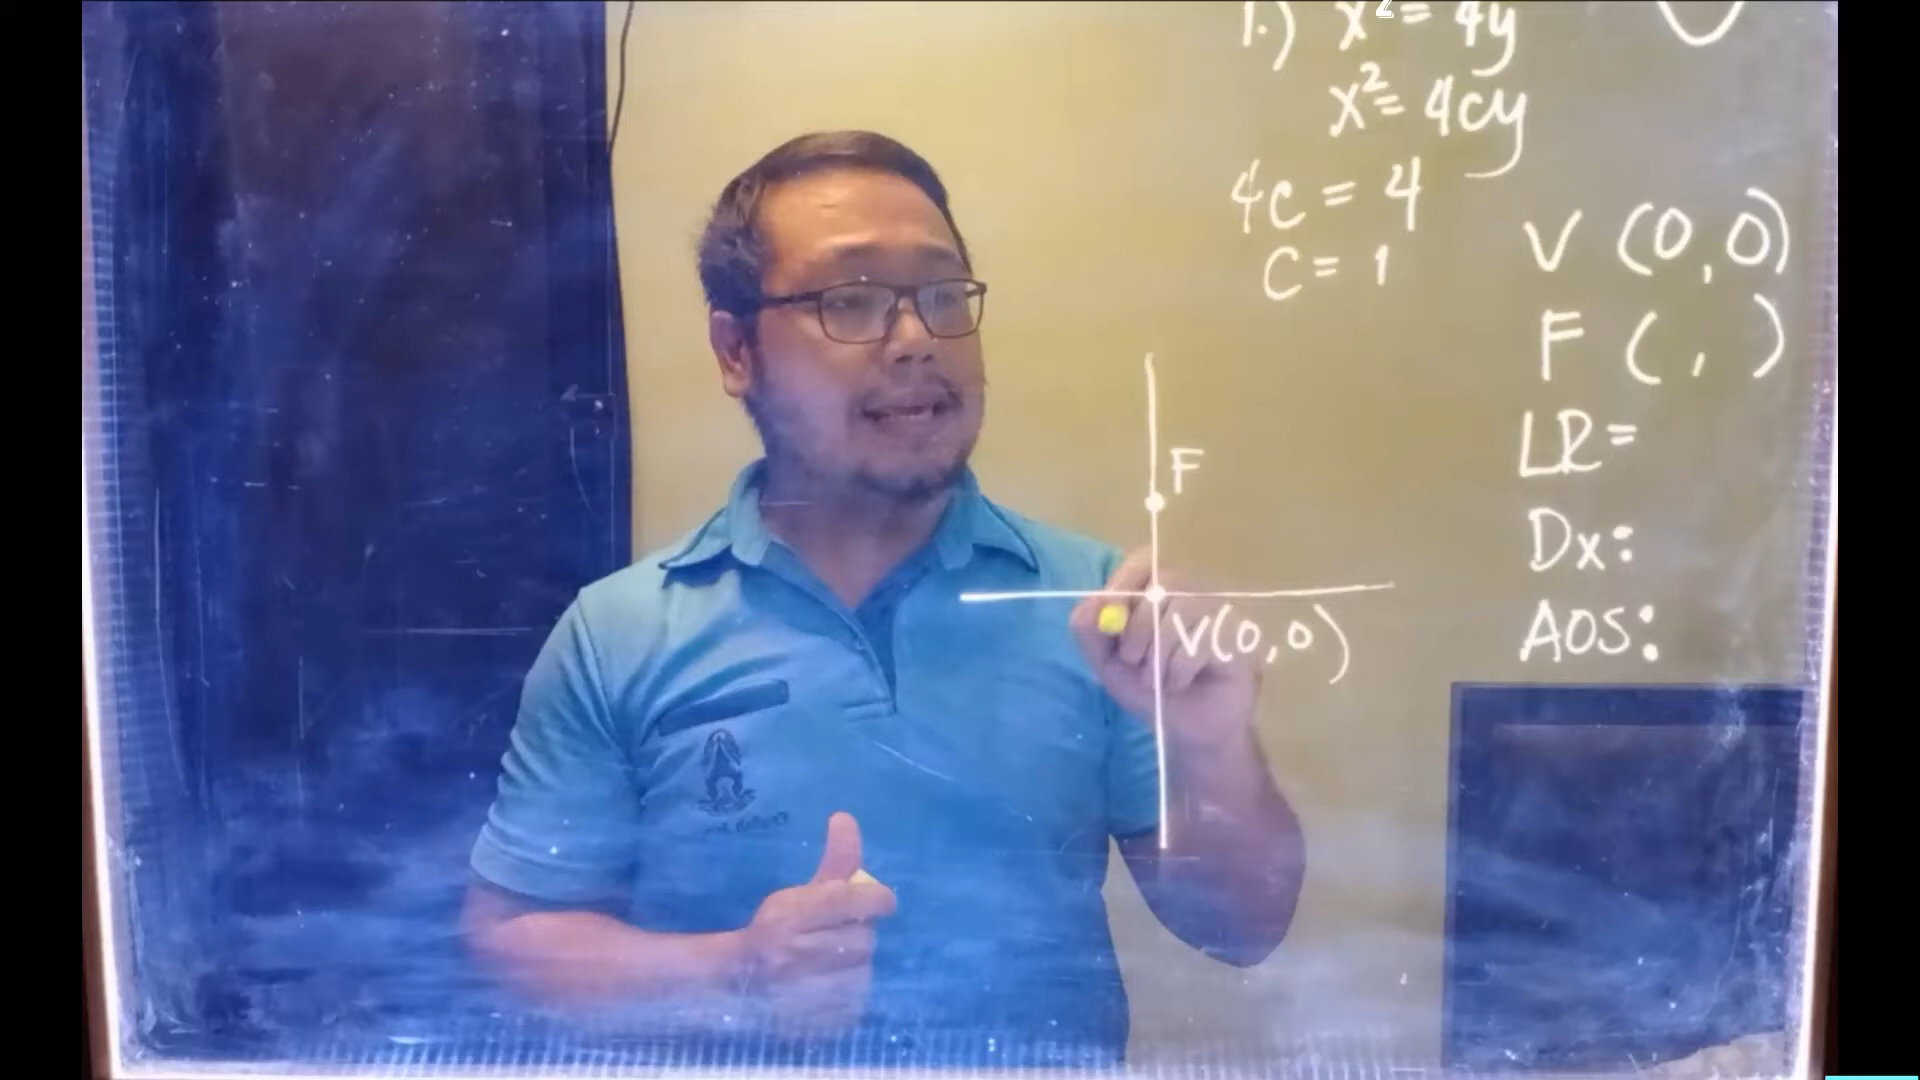 1.) x²= 4y
x²= 4cy
4c = 4
C = 1
V (0,0)
F ( , )
LR=
Dx:
AOS:
F
V(0,0)